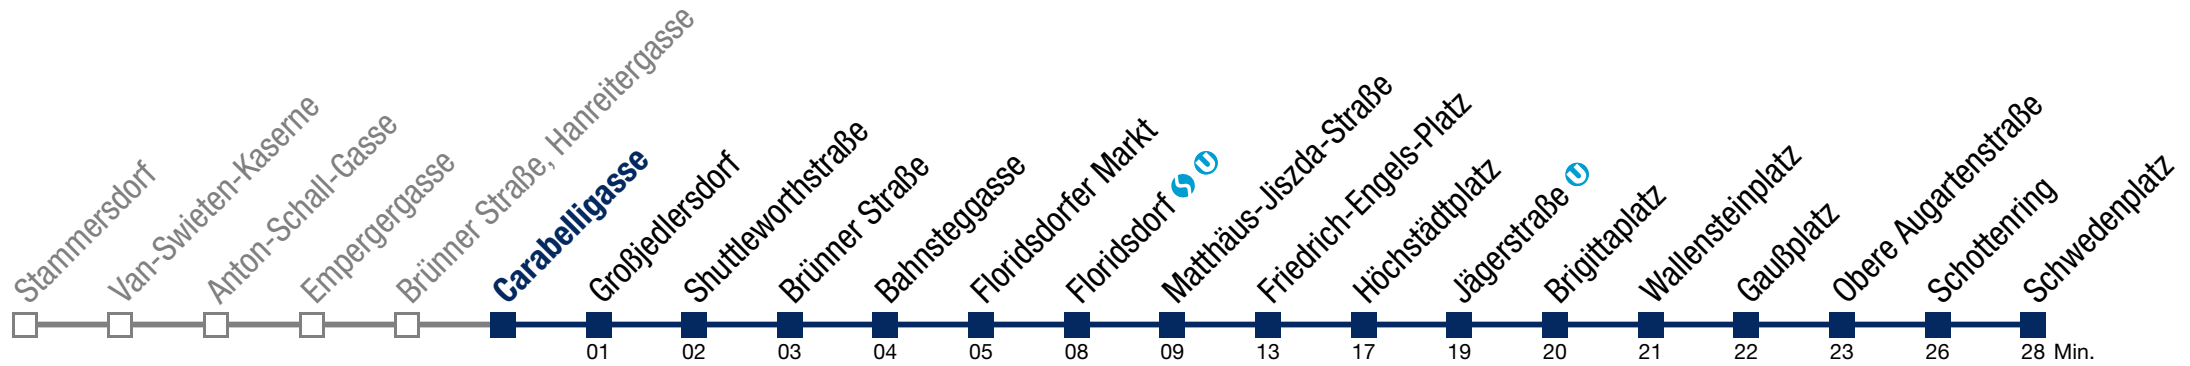 Stammersdorf
Van-Swieten-Kaserne
Anton-Schall-Gasse
Empergergasse
Brünner Straße, Hanreitergasse
Carabelligasse
Großjedlersdorf
Shuttleworthstraße
Brünner Straße
Bahnsteggasse
Floridsdorfer Markt
Floridsdorf S U
Matthäus-Jiszda-Straße
Friedrich-Engels-Platz
Höchstädtplatz
Jägerstraße U
Brigittaplatz
Wallensteinplatz
Gaußplatz
Obere Augartenstraße
Schottenring
Schwedenplatz
01 02 03 04 05 08 09 13 17 19 20 21 22 23 26 28 Min.